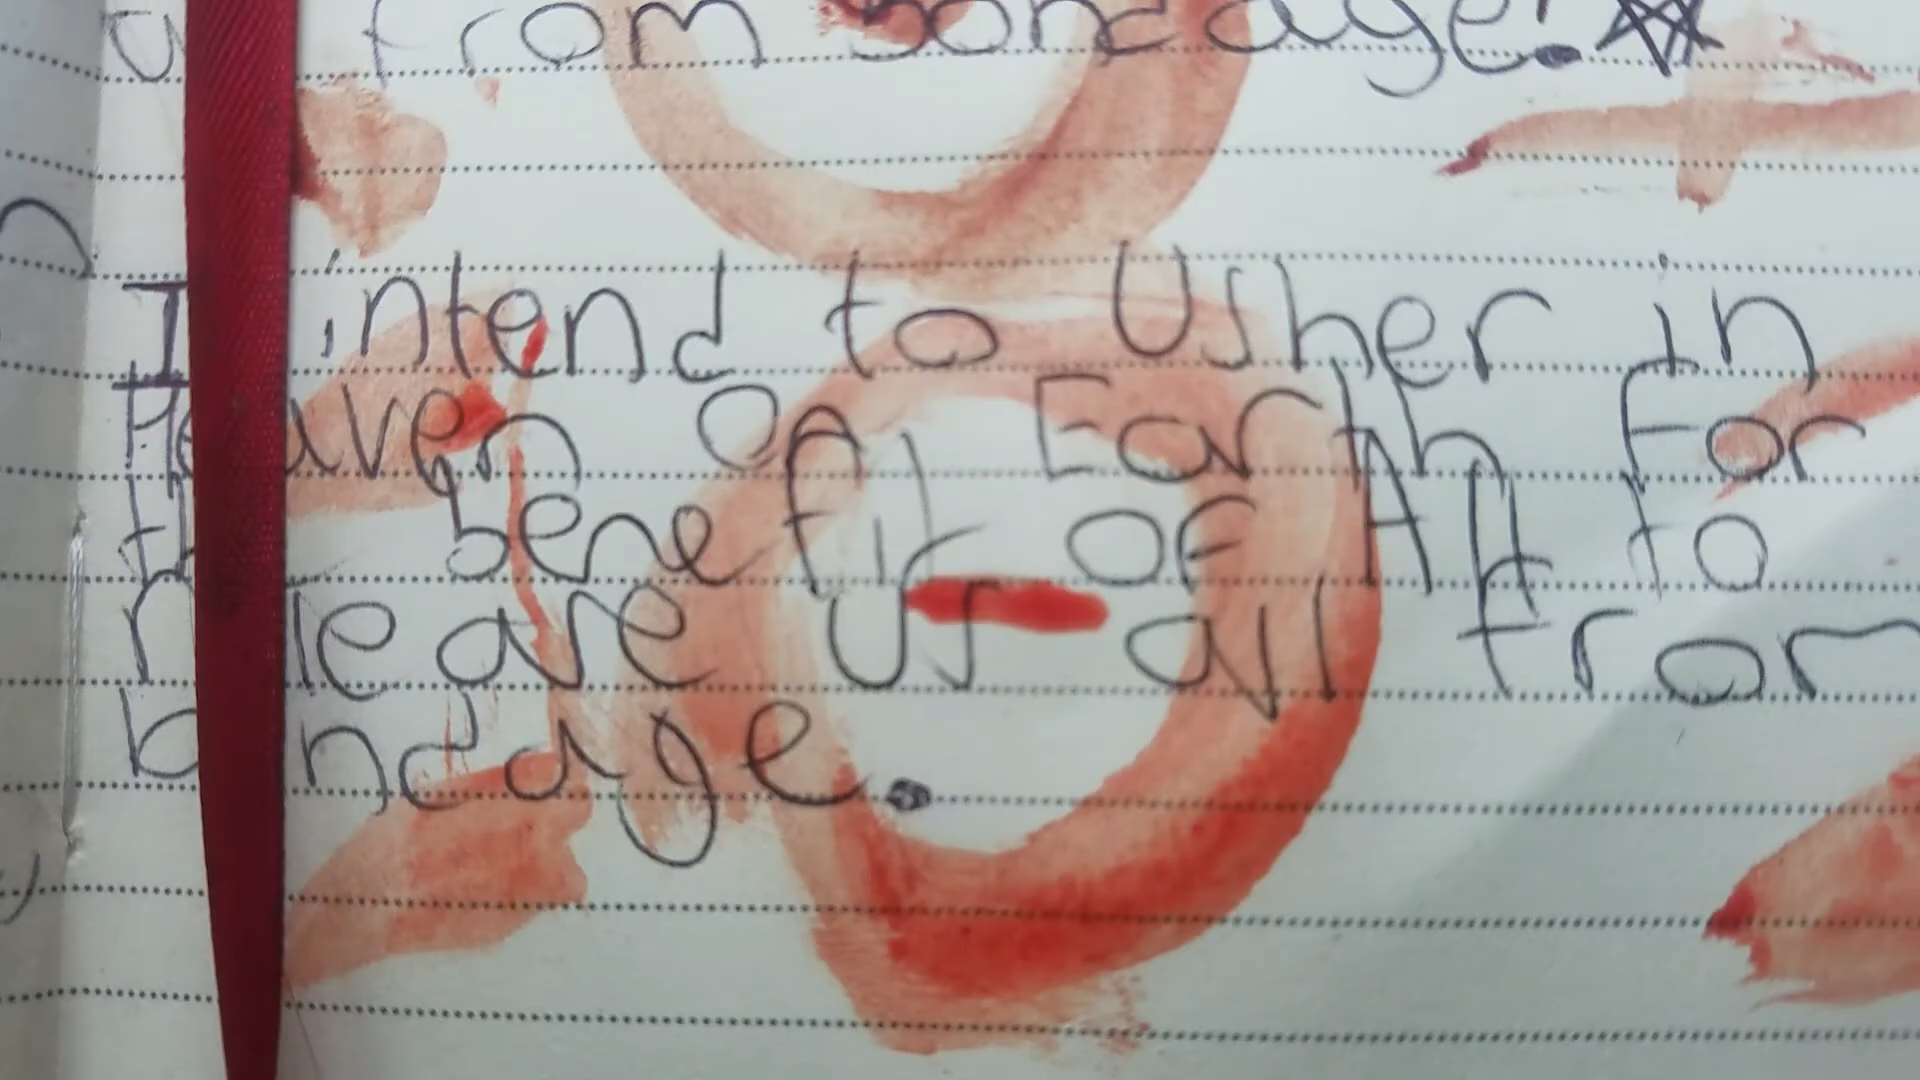 from bondage!
I intend to Usher in
Heaven on Earth For
the benefit of All to
us all from
bondage.